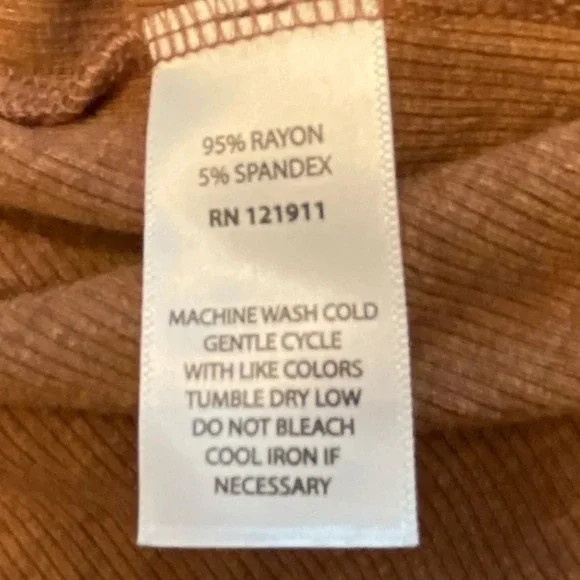 95% RAYON
5% SPANDEX
RN 121911
MACHINE WASH COLD
GENTLE CYCLE
WITH LIKE COLORS
TUMBLE DRY LOW
DO NOT BLEACH
COOL IRON IF
NECESSARY